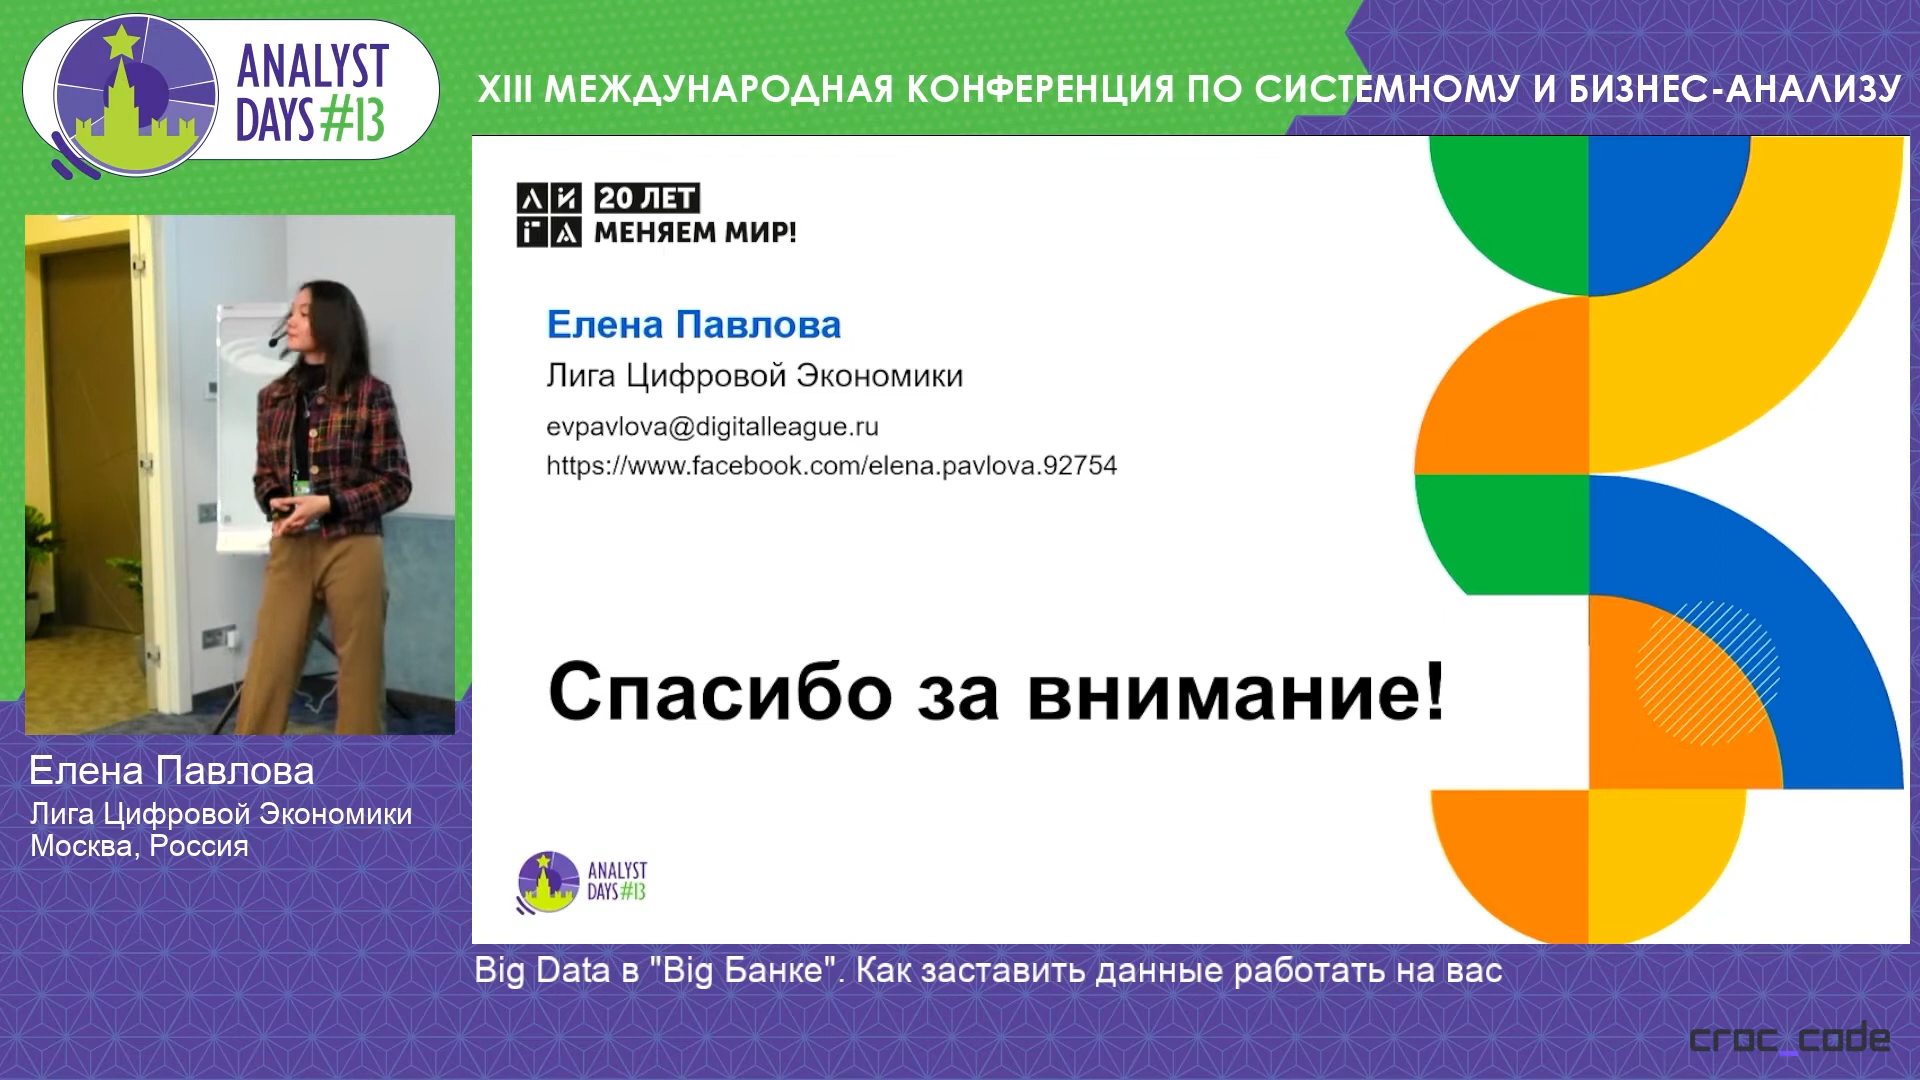 ANALYST
DAYS #13
XIII МЕЖДУНАРОДНАЯ КОНФЕРЕНЦИЯ ПО СИСТЕМНОМУ И БИЗНЕС-АНАЛИЗУ
ЛИГА
20 ЛЕТ
МЕНЯЕМ МИР!
Елена Павлова
Лига Цифровой Экономики
evpavlova@digitalleague.ru
https://www.facebook.com/elena.pavlova.92754
Спасибо за внимание!
ANALYST
DAYS #13
Елена Павлова
Лига Цифровой Экономики
Москва, Россия
Big Data в "Big Банке". Как заставить данные работать на вас
croc_code